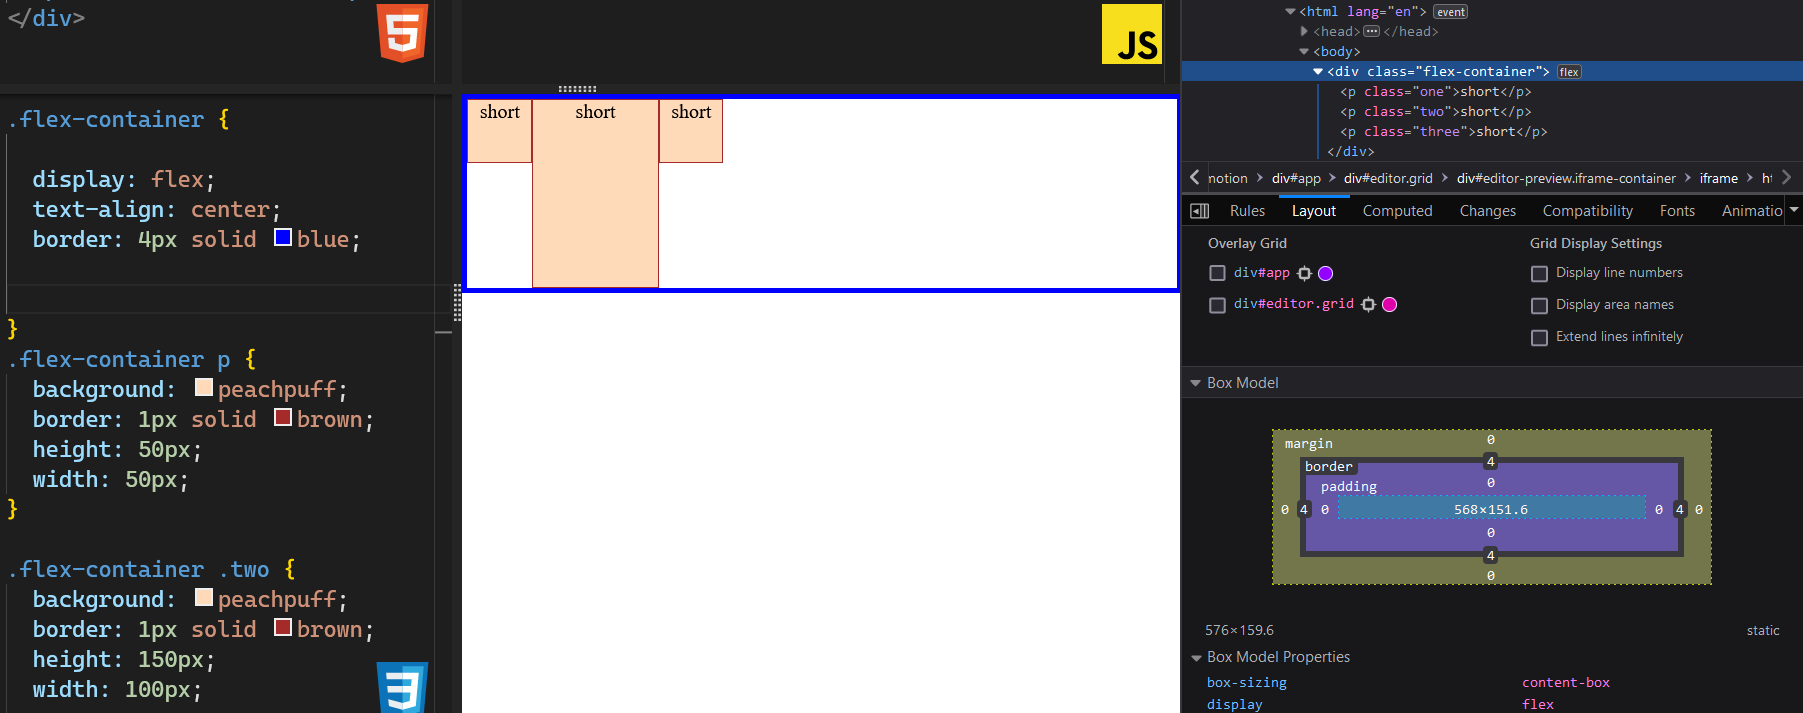 </div>
5
JS
.flex-container {
display: flex;
text-align: center;
border: 4px solid blue;
}
.flex-container p {
background: peachpuff;
border: 1px solid brown;
height: 50px;
width: 50px;
}
.flex-container .two {
background: peachpuff;
border: 1px solid brown;
height: 150px;
width: 100px;
3
short short short
<html lang="en"> event
<head> ··· </head>
<body>
<div class="flex-container"> flex
<p class="one">short</p>
<p class="two">short</p>
<p class="three">short</p>
</div>
motion > div#app > div#editor.grid > div#editor-preview.iframe-container > iframe > ht
Rules Layout Computed Changes Compatibility Fonts Animatio
Overlay Grid Grid Display Settings
div#app Display line numbers
div#editor.grid Display area names
Extend lines infinitely
Box Model
margin 0
border 4
padding 0
0 4 0 568×151.6 0 4 0
0
4
0
576×159.6 static
Box Model Properties
box-sizing content-box
display flex